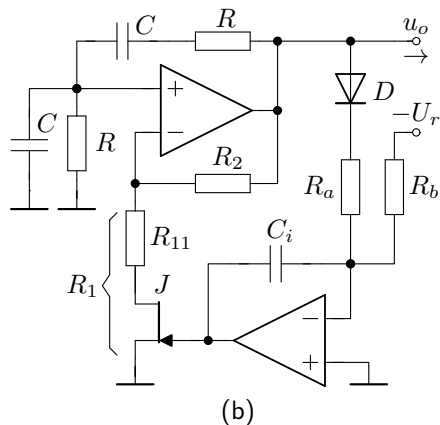 C
R
u_o
→
+
−
D
−U_r
C
R
R_2
R_a
R_b
R_11
C_i
R_1
J
−
+
(b)